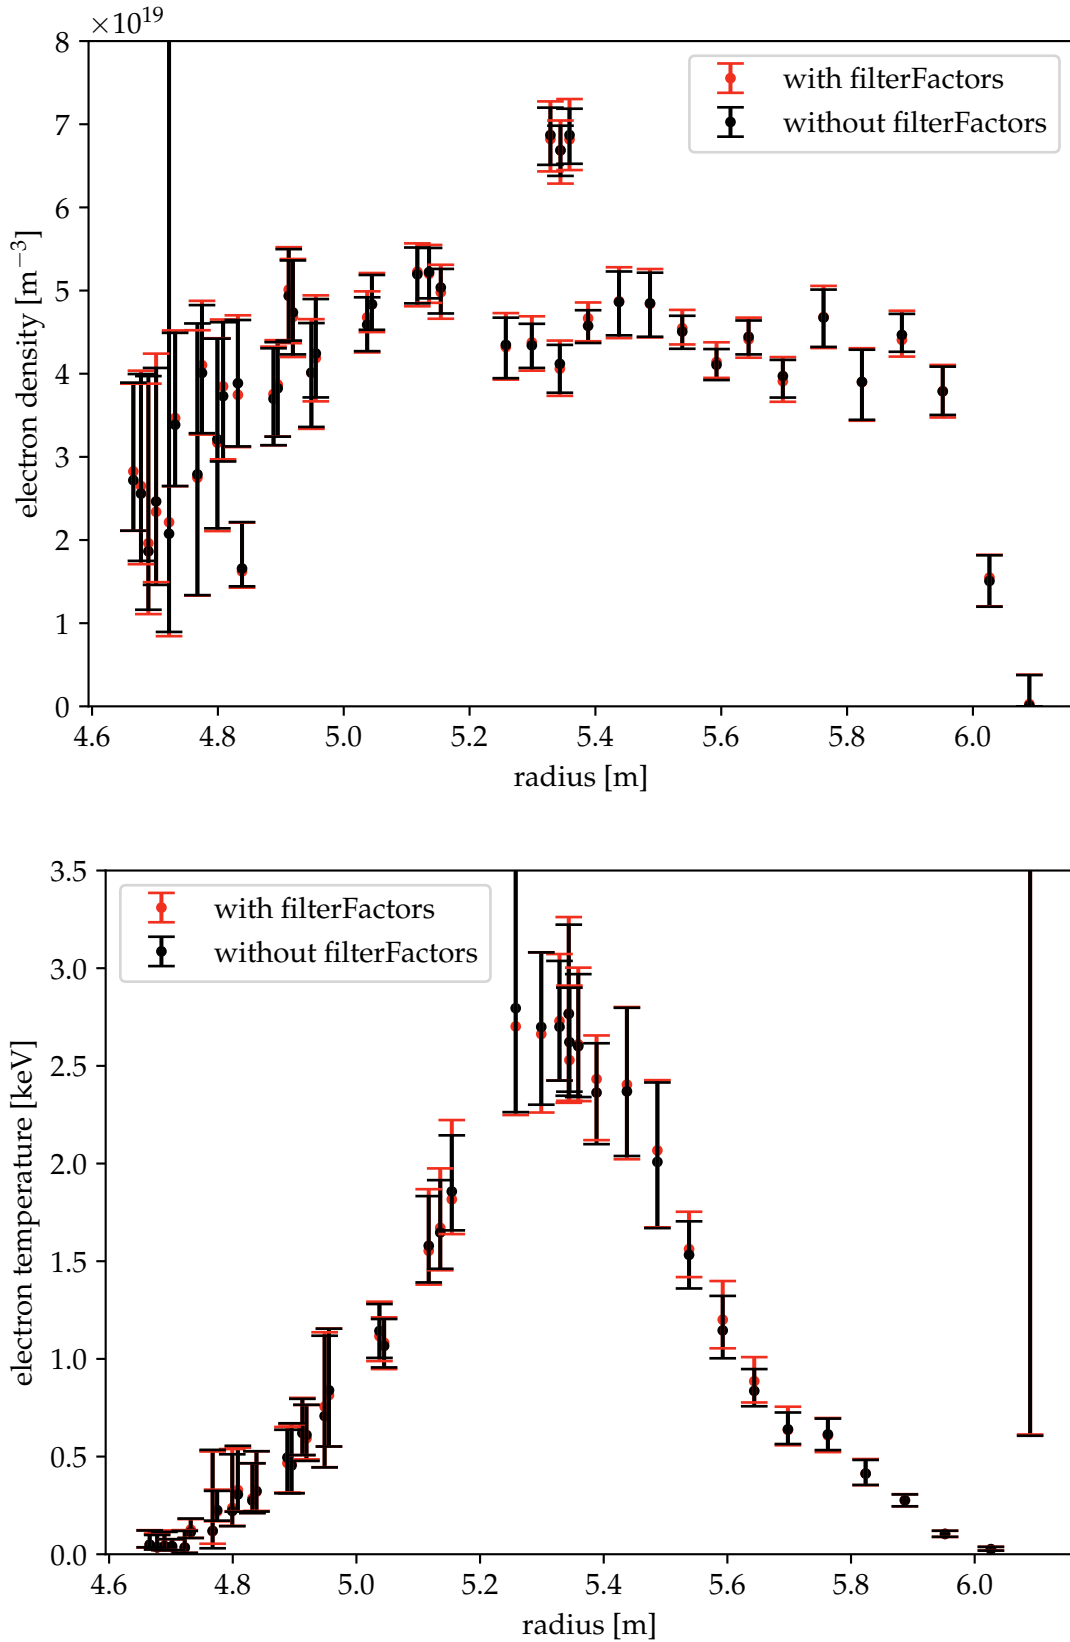 ×10¹⁹
8
7
6
5
4
3
2
1
0
electron density [m⁻³]
with filterFactors
without filterFactors
4.6 4.8 5.0 5.2 5.4 5.6 5.8 6.0
radius [m]
3.5
3.0
2.5
2.0
1.5
1.0
0.5
0.0
electron temperature [keV]
with filterFactors
without filterFactors
4.6 4.8 5.0 5.2 5.4 5.6 5.8 6.0
radius [m]